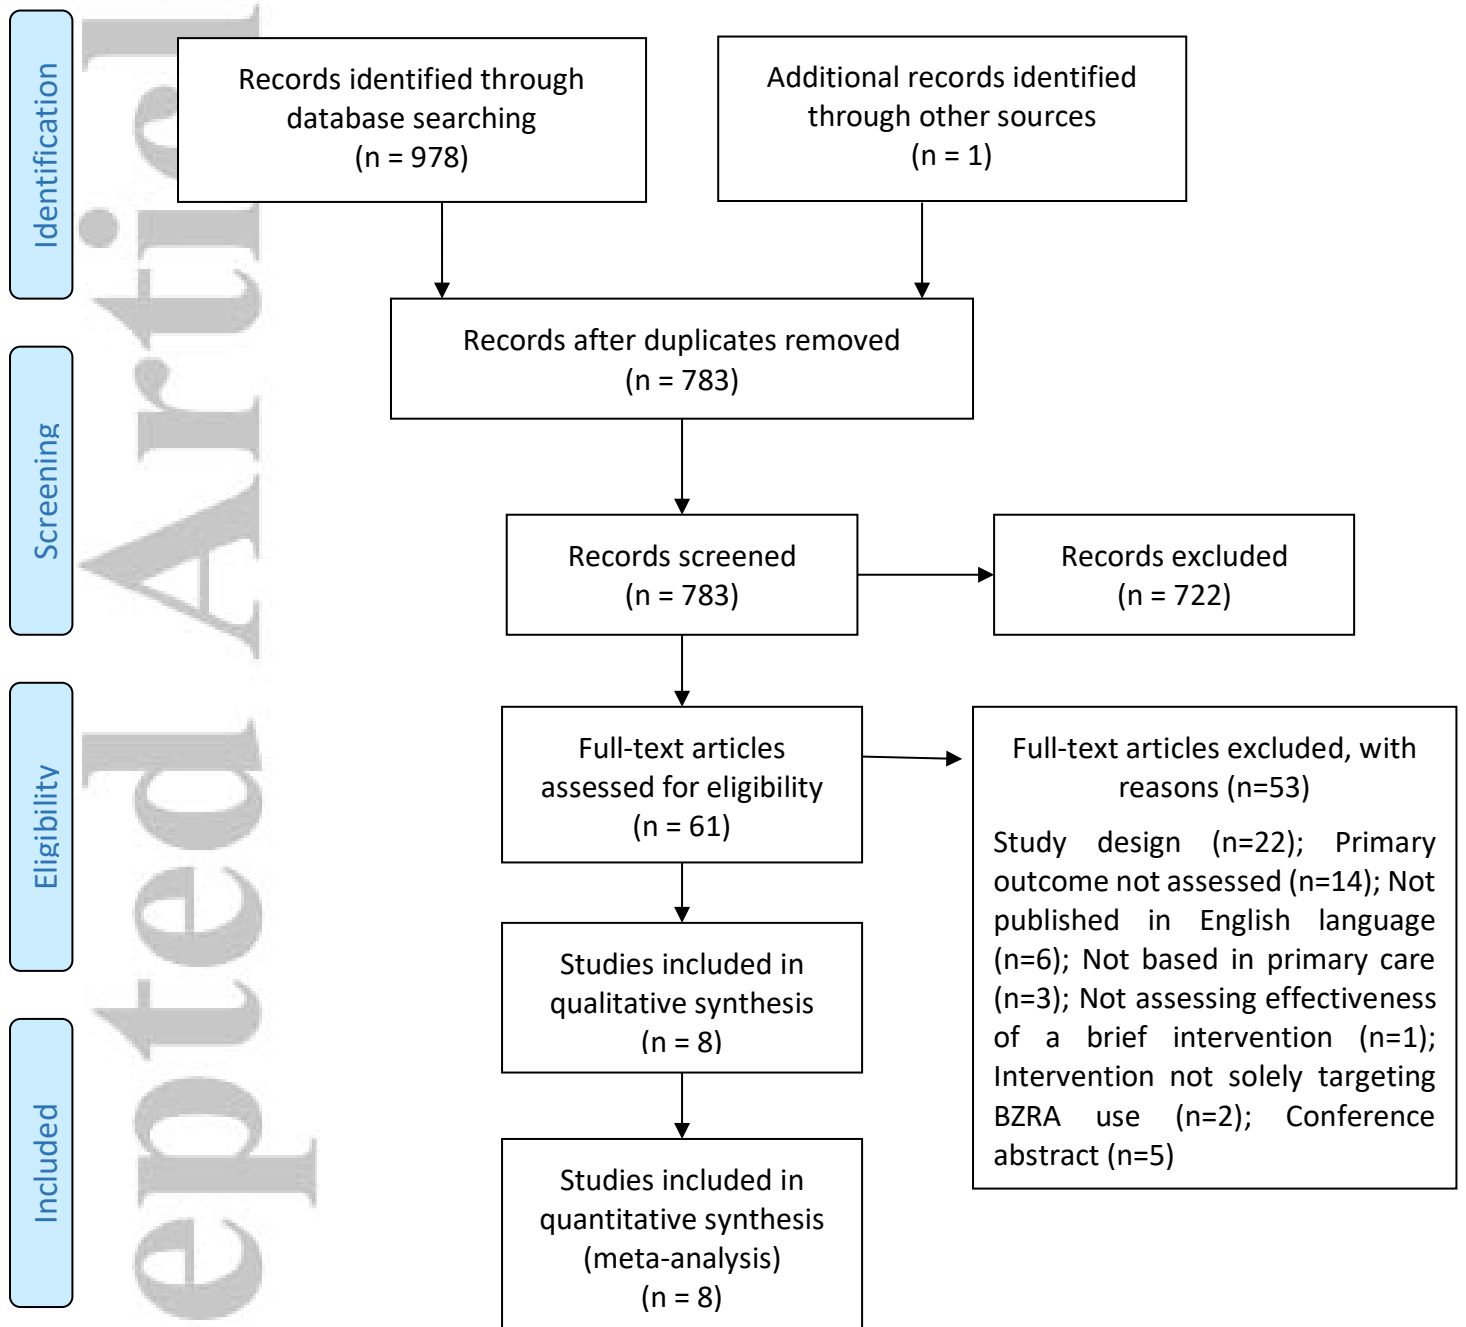 Identification
Records identified through
database searching
(n = 978)
Additional records identified
through other sources
(n = 1)
Records after duplicates removed
(n = 783)
Screening
Records screened
(n = 783)
Records excluded
(n = 722)
Eligibility
Full-text articles
assessed for eligibility
(n = 61)
Full-text articles excluded, with
reasons (n=53)
Study design (n=22); Primary
outcome not assessed (n=14); Not
published in English language
(n=6); Not based in primary care
(n=3); Not assessing effectiveness
of a brief intervention (n=1);
Intervention not solely targeting
BZRA use (n=2); Conference
abstract (n=5)
Studies included in
qualitative synthesis
(n = 8)
Included
Studies included in
quantitative synthesis
(meta-analysis)
(n = 8)
epted Articl